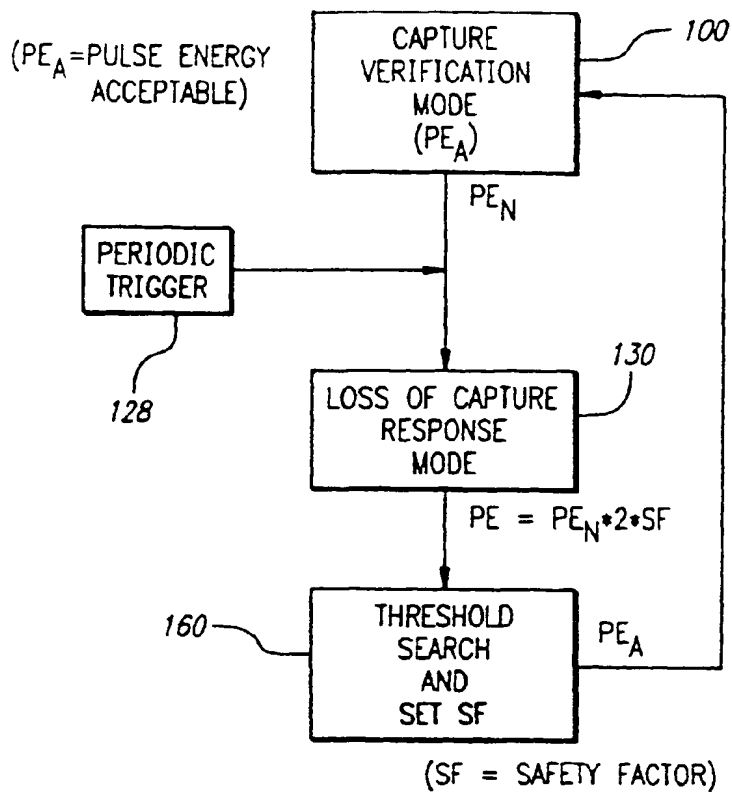 (PE_A=PULSE ENERGY
ACCEPTABLE)
CAPTURE
VERIFICATION
MODE
(PE_A)
100
PE_N
PERIODIC
TRIGGER
128
LOSS OF CAPTURE
RESPONSE
MODE
130
PE = PE_N*2*SF
THRESHOLD
SEARCH
AND
SET SF
160
PE_A
(SF = SAFETY FACTOR)